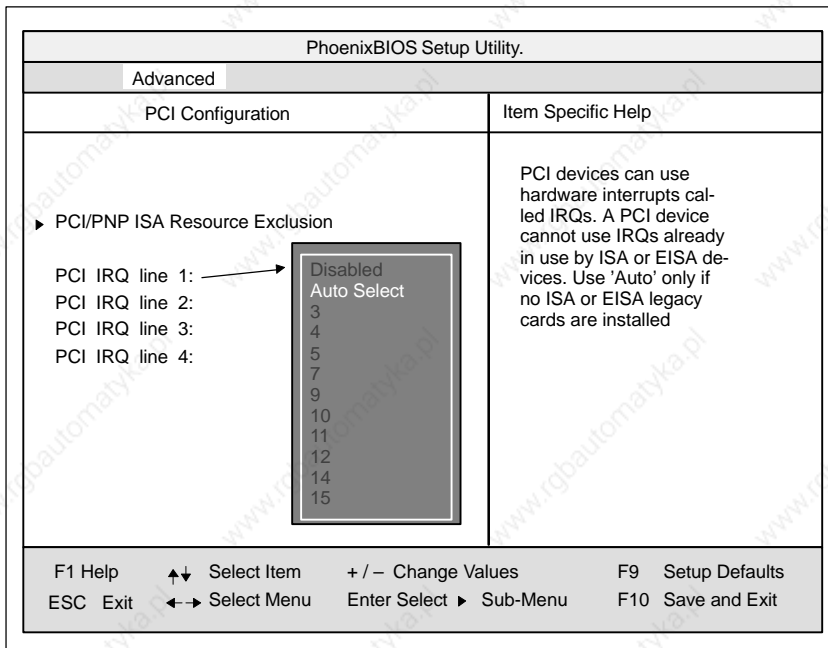 PhoenixBIOS Setup Utility.
Advanced
PCI Configuration
Item Specific Help
PCI/PNP ISA Resource Exclusion
PCI IRQ line 1:
PCI IRQ line 2:
PCI IRQ line 3:
PCI IRQ line 4:
Disabled
Auto Select
3
4
5
7
9
10
11
12
14
15
PCI devices can use
hardware interrupts cal-
led IRQs. A PCI device
cannot use IRQs already
in use by ISA or EISA de-
vices. Use 'Auto' only if
no ISA or EISA legacy
cards are installed
F1 Help Select Item + / – Change Values F9 Setup Defaults
ESC Exit Select Menu Enter Select Sub-Menu F10 Save and Exit
www.rgbautomatyka.pl